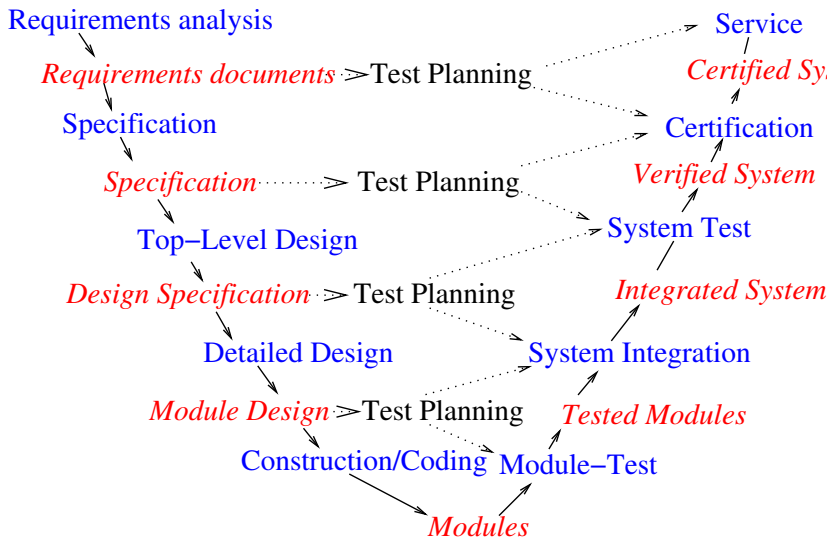 Requirements analysis
Service
Requirements documents
Test Planning
Certified Sys
Specification
Certification
Specification
Test Planning
Verified System
Top−Level Design
System Test
Design Specification
Test Planning
Integrated System
Detailed Design
System Integration
Module Design
Test Planning
Tested Modules
Construction/Coding
Module−Test
Modules